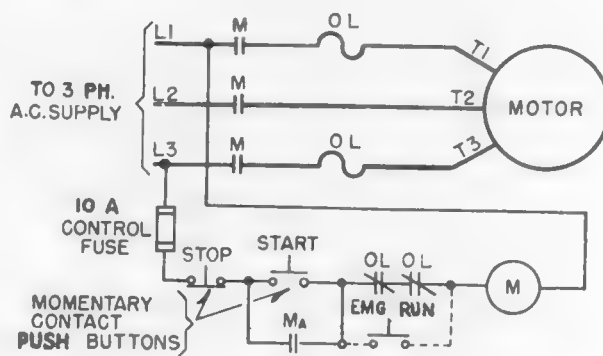 L1
M
OL
T1
TO 3 PH.
A.C. SUPPLY
L2
M
T2
MOTOR
L3
M
OL
T3
10 A
CONTROL
FUSE
STOP
START
OL OL
M
EMG RUN
MOMENTARY
CONTACT
PUSH BUTTONS
MA